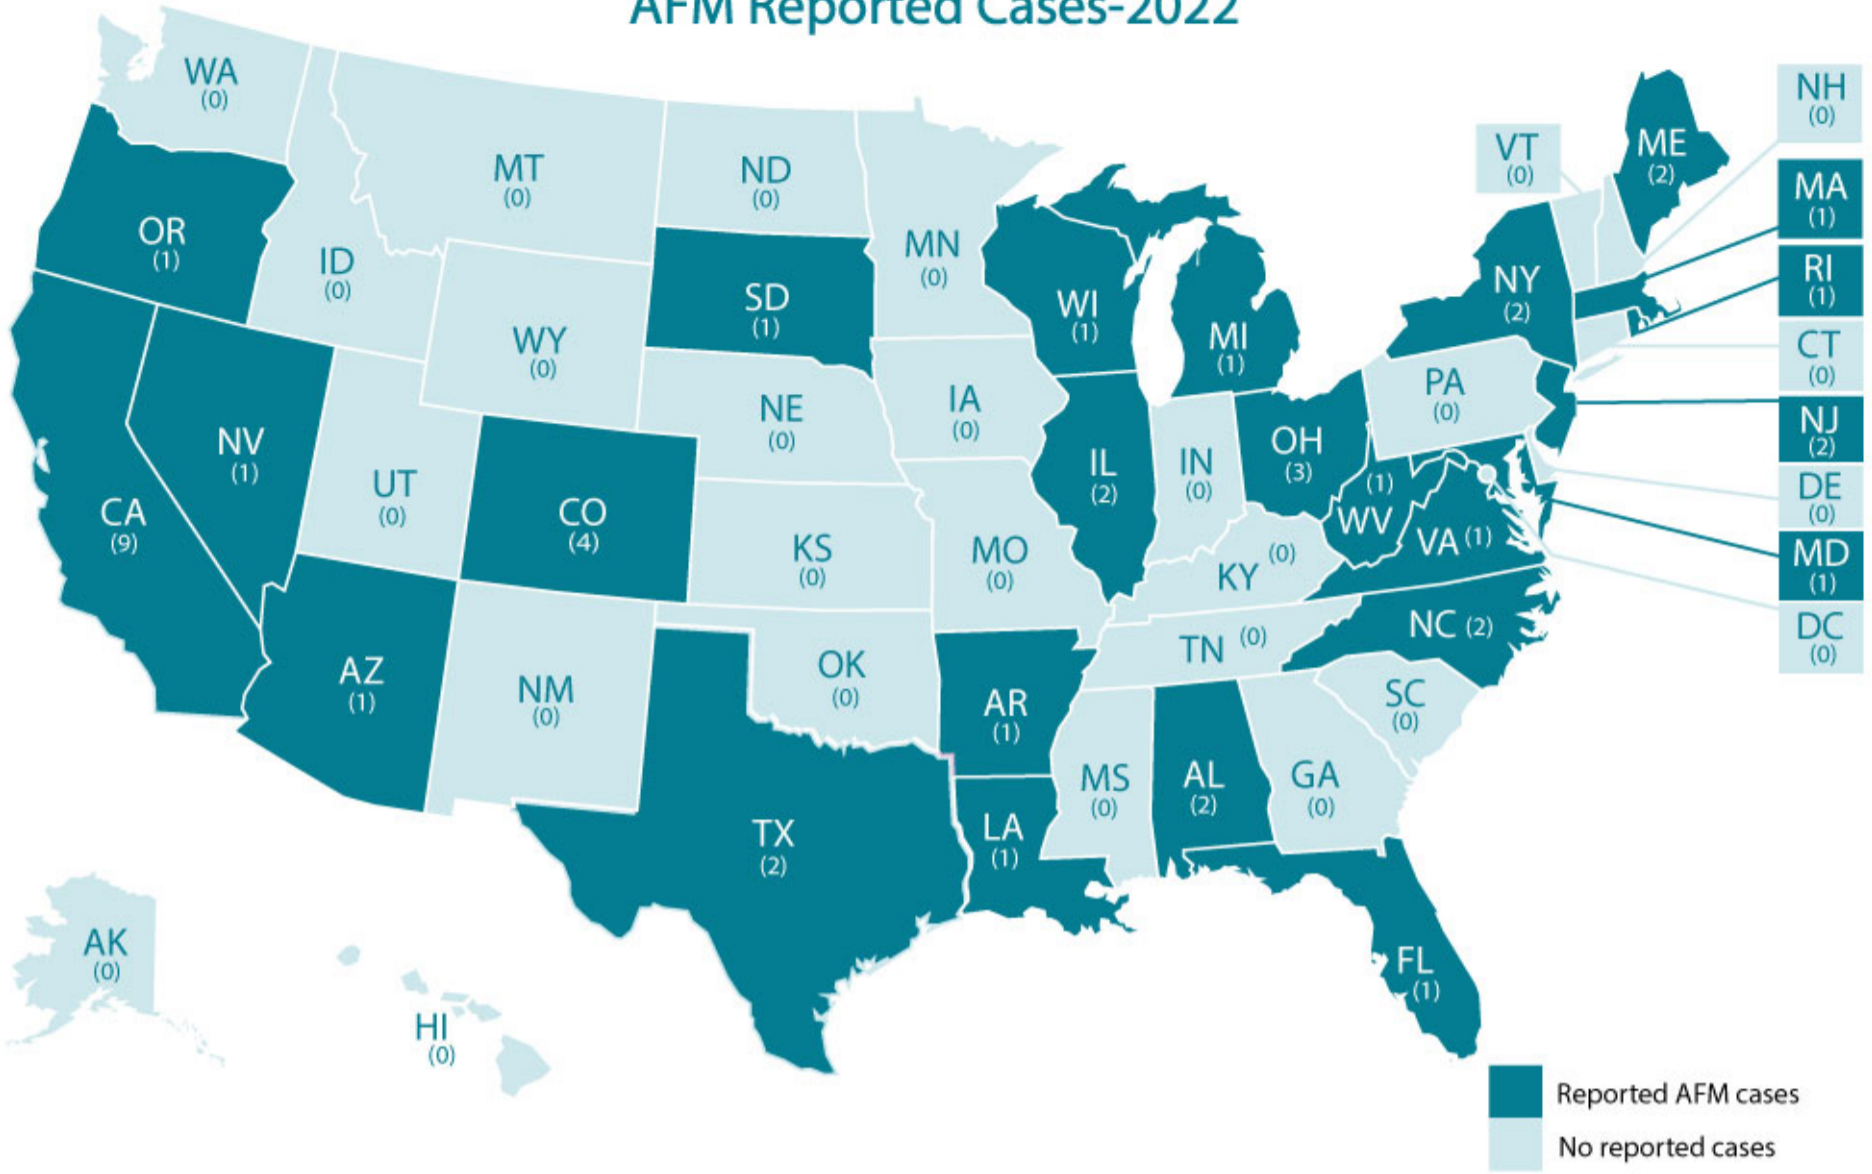 AFM Reported Cases-2022
WA
(0)
OR
(1)
CA
(9)
NV
(1)
ID
(0)
MT
(0)
WY
(0)
UT
(0)
AZ
(1)
CO
(4)
NM
(0)
ND
(0)
SD
(1)
NE
(0)
KS
(0)
OK
(0)
TX
(2)
MN
(0)
IA
(0)
MO
(0)
AR
(1)
LA
(1)
WI
(1)
IL
(2)
MI
(1)
IN
(0)
OH
(3)
KY (0)
TN (0)
MS
(0)
AL
(2)
GA
(0)
FL
(1)
SC
(0)
NC (2)
VA (1)
(1)
WV
PA
(0)
NY
(2)
VT
(0)
ME
(2)
NH
(0)
MA
(1)
RI
(1)
CT
(0)
NJ
(2)
DE
(0)
MD
(1)
DC
(0)
AK
(0)
HI
(0)
Reported AFM cases
No reported cases